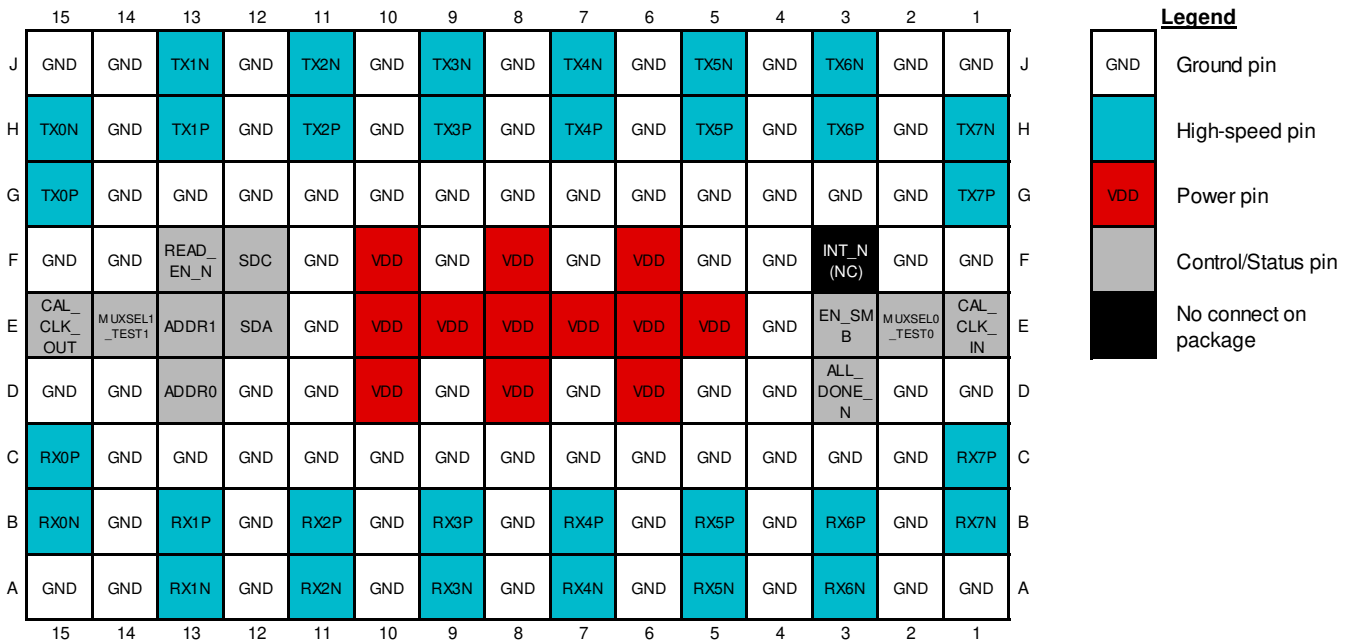 15 14 13 12 11 10 9 8 7 6 5 4 3 2 1
Legend
J GND GND TX1N GND TX2N GND TX3N GND TX4N GND TX5N GND TX6N GND GND J
GND Ground pin
H TX0N GND TX1P GND TX2P GND TX3P GND TX4P GND TX5P GND TX6P GND TX7N H
High-speed pin
G TX0P GND GND GND GND GND GND GND GND GND GND GND GND GND TX7P G
VDD Power pin
F GND GND READ_ EN_N SDC GND VDD GND VDD GND VDD GND GND INT_N (NC) GND GND F
Control/Status pin
E CAL_ CLK_ OUT MUXSEL1 _TEST1 ADDR1 SDA GND VDD VDD VDD VDD VDD VDD GND EN_SM B MUXSEL0 _TEST0 CAL_ CLK_ IN E
No connect on
package
D GND GND ADDR0 GND GND VDD GND VDD GND VDD GND GND ALL_ DONE_ N GND GND D
C RX0P GND GND GND GND GND GND GND GND GND GND GND GND GND RX7P C
B RX0N GND RX1P GND RX2P GND RX3P GND RX4P GND RX5P GND RX6P GND RX7N B
A GND GND RX1N GND RX2N GND RX3N GND RX4N GND RX5N GND RX6N GND GND A
15 14 13 12 11 10 9 8 7 6 5 4 3 2 1